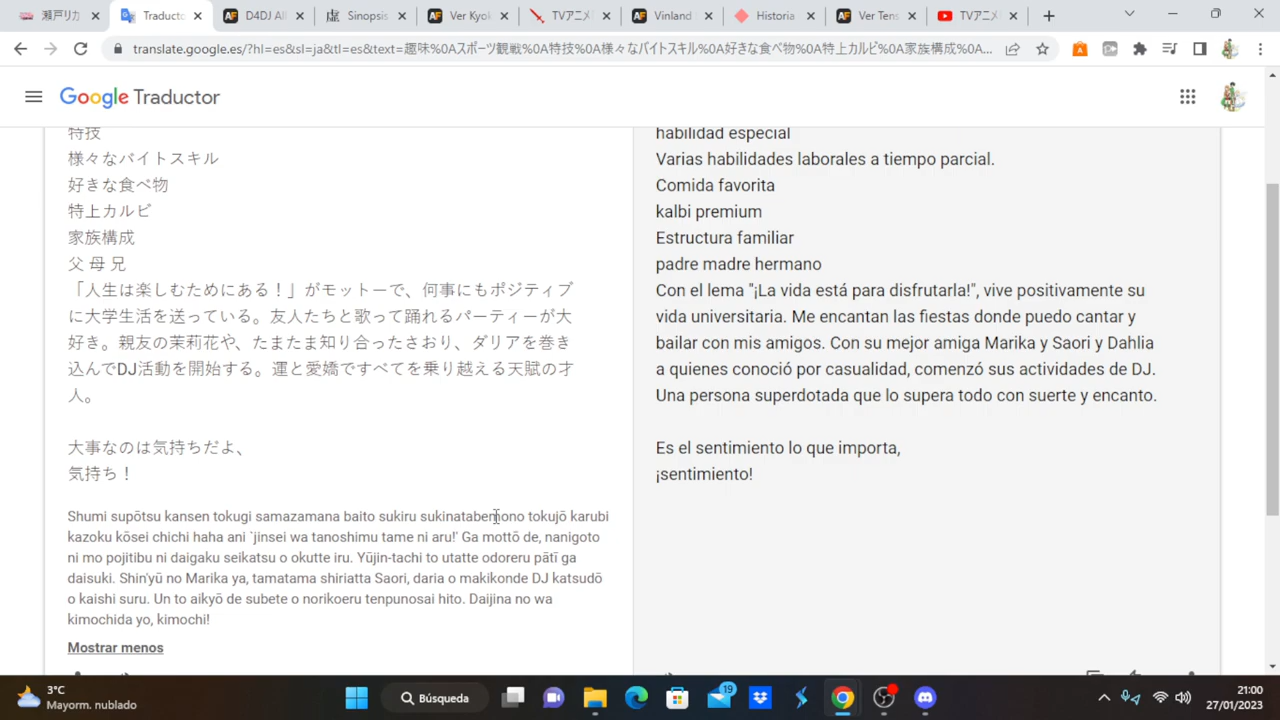 瀬戸リカ
Traductor
D4DJ All
Sinopsis
Ver Kyok
TVアニメ
Vinland
Historia
Ver Tens
TVアニメ
translate.google.es/?hl=es&sl=ja&tl=es&text=趣味%0Aスポーツ観戦%0A特技%0A様々なバイトスキル%0A好きな食べ物%0A特上カルビ%0A家族構成%0A...
Google Traductor
特技
様々なバイトスキル
好きな食べ物
特上カルビ
家族構成
父 母 兄
「人生は楽しむためにある！」がモットーで、何事にもポジティブ
に大学生活を送っている。友人たちと歌って踊れるパーティーが大
好き。親友の茉莉花や、たまたま知り合ったさおり、ダリアを巻き
込んでDJ活動を開始する。運と愛嬌ですべてを乗り越える天賦の才
人。
大事なのは気持ちだよ、
気持ち！
Shumi supōtsu kansen tokugi samazamana baito sukiru sukinatabemono tokujō karubi
kazoku kōsei chichi haha ani `jinsei wa tanoshimu tame ni aru!' Ga mottō de, nanigoto
ni mo pojitibu ni daigaku seikatsu o okutte iru. Yūjin-tachi to utatte odoreru pātī ga
daisuki. Shin'yū no Marika ya, tamatama shiriatta Saori, daria o makikonde DJ katsudō
o kaishi suru. Un to aikyō de subete o norikoeru tenpunosai hito. Daijina no wa
kimochida yo, kimochi!
Mostrar menos
habilidad especial
Varias habilidades laborales a tiempo parcial.
Comida favorita
kalbi premium
Estructura familiar
padre madre hermano
Con el lema "¡La vida está para disfrutarla!", vive positivamente su
vida universitaria. Me encantan las fiestas donde puedo cantar y
bailar con mis amigos. Con su mejor amiga Marika y Saori y Dahlia
a quienes conoció por casualidad, comenzó sus actividades de DJ.
Una persona superdotada que lo supera todo con suerte y encanto.
Es el sentimiento lo que importa,
¡sentimiento!
3°C
Mayorm. nublado
Búsqueda
19
21:00
27/01/2023